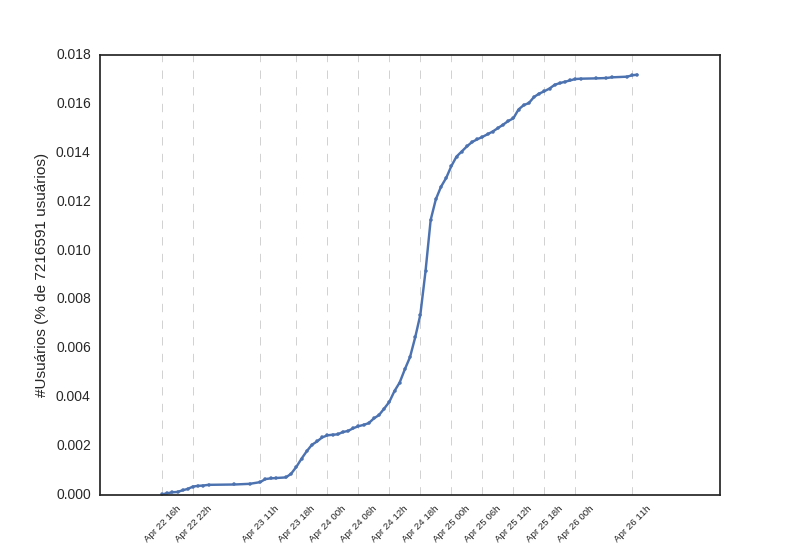 0.018
0.016
0.014
0.012
0.010
0.008
0.006
0.004
0.002
0.000
#Usuários (% de 7216591 usuários)
Apr 22 16h
Apr 22 22h
Apr 23 11h
Apr 23 18h
Apr 24 00h
Apr 24 06h
Apr 24 12h
Apr 24 18h
Apr 25 00h
Apr 25 06h
Apr 25 12h
Apr 25 18h
Apr 26 00h
Apr 26 11h